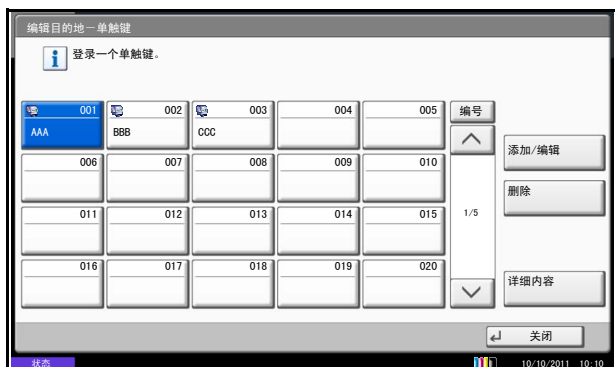 编辑目的地－单触键
登录一个单触键。
001 002 003 004 005 编号
AAA BBB CCC
添加/编辑
006 007 008 009 010
删除
011 012 013 014 015 1/5
016 017 018 019 020
详细内容
关闭
状态 10/10/2011 10:10